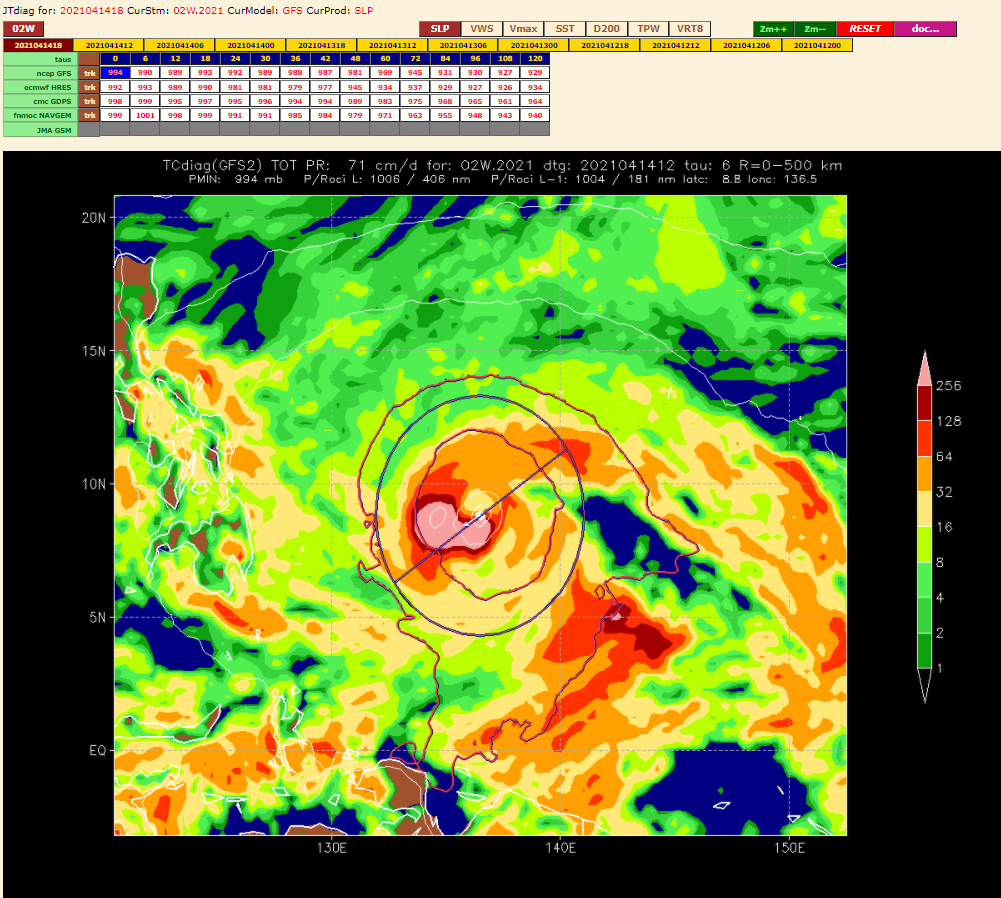 JTdiag for: 2021041418 CurStm: 02W.2021 CurModel: GFS CurProd: SLP
02W SLP VWS Vmax SST D200 TPW VRT8 Zm++ Zm-- RESET doc...
2021041418 2021041412 2021041406 2021041400 2021041318 2021041312 2021041306 2021041300 2021041218 2021041212 2021041206 2021041200
taus 0 6 12 18 24 30 36 42 48 60 72 84 96 108 120
ncep GFS trk 994 990 989 993 992 989 988 987 981 969 945 931 930 927 929
ecmwf HRES trk 992 993 989 990 981 981 979 977 945 934 937 929 927 926 934
cmc GDPS trk 998 999 995 997 995 996 994 994 989 983 975 968 965 961 964
fnmoc NAVGEM trk 999 1001 998 999 991 991 985 984 979 971 963 955 948 943 940
JMA GSM
TCdiag(GFS2) TOT PR: 71 cm/d for: 02W.2021 dtg: 2021041412 tau: 6 R=0-500 km
PMIN: 994 mb P/Roci L: 1006 / 406 nm P/Roci L-1: 1004 / 181 nm latc: 8.8 lonc: 136.5
20N
15N
10N
5N
EQ
130E 140E 150E
256
128
64
32
16
8
4
2
1